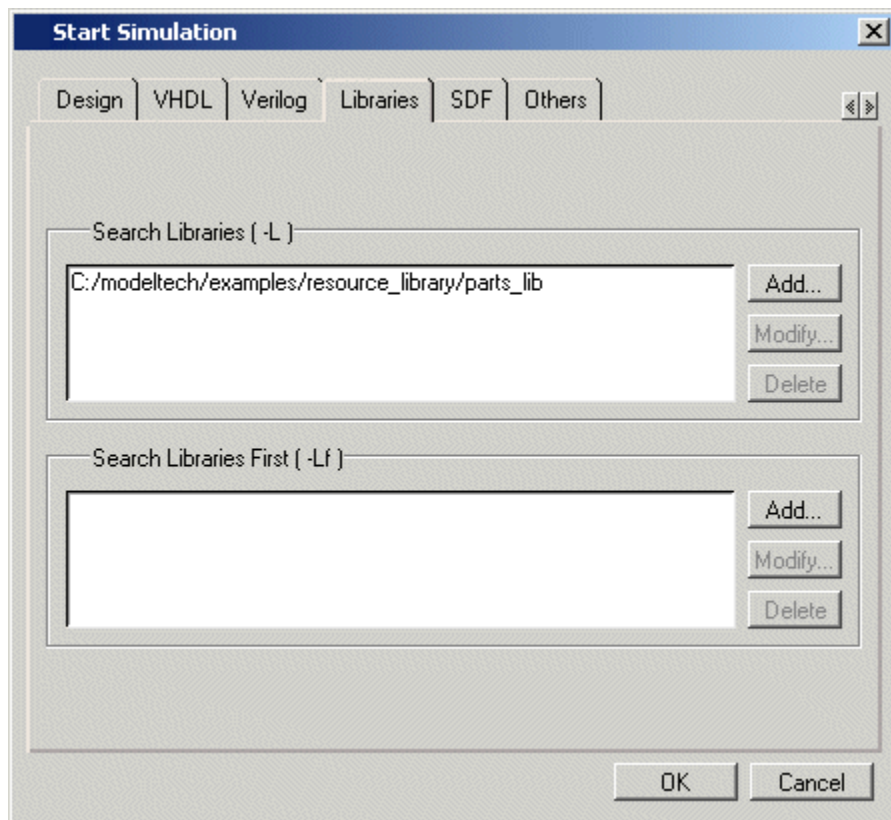 Start Simulation
Design VHDL Verilog Libraries SDF Others
Search Libraries ( -L )
C:/modeltech/examples/resource_library/parts_lib
Add...
Modify...
Delete
Search Libraries First ( -Lf )
Add...
Modify...
Delete
OK Cancel